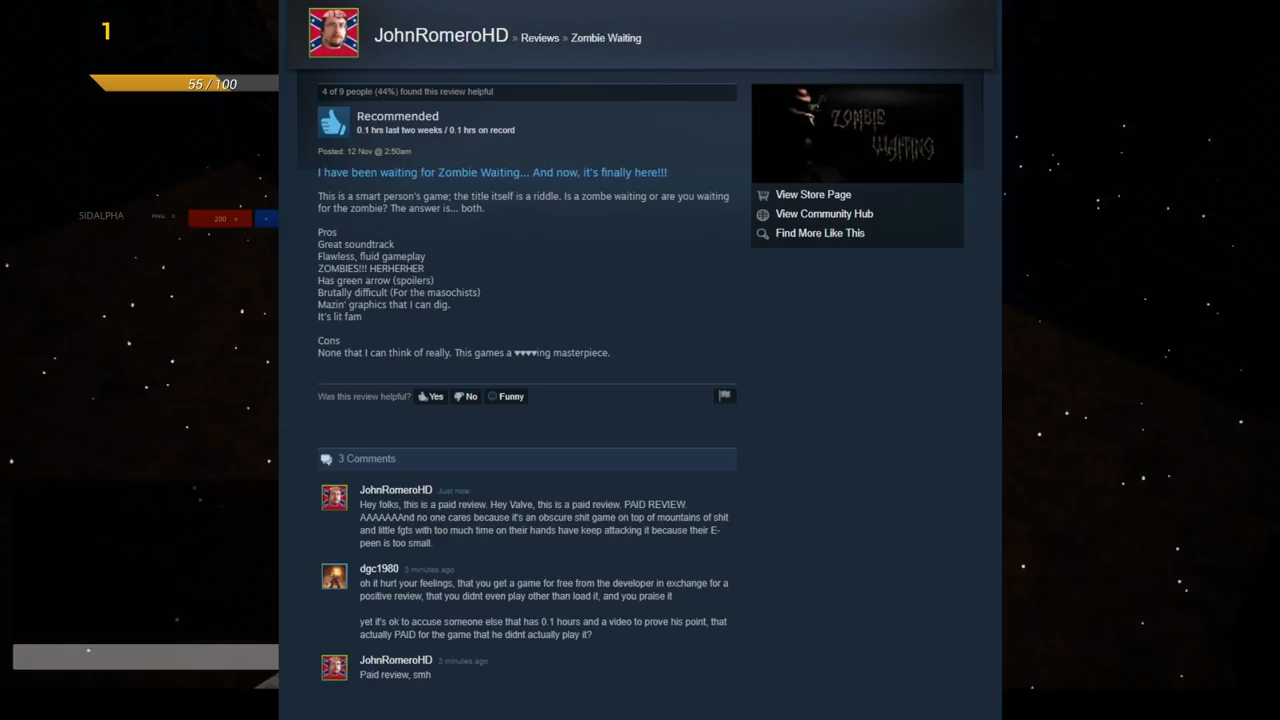 1
55 / 100
SIDALPHA
200
JohnRomeroHD » Reviews » Zombie Waiting
4 of 9 people (44%) found this review helpful
Recommended
0.1 hrs last two weeks / 0.1 hrs on record
Posted: 12 Nov @ 2:50am
I have been waiting for Zombie Waiting... And now, it's finally here!!!
This is a smart person's game; the title itself is a riddle. Is a zombe waiting or are you waiting
for the zombie? The answer is... both.
Pros
Great soundtrack
Flawless, fluid gameplay
ZOMBIES!!! HERHERHER
Has green arrow (spoilers)
Brutally difficult (For the masochists)
Mazin' graphics that I can dig.
It's lit fam
Cons
None that I can think of really. This games a ♥♥♥♥ing masterpiece.
Was this review helpful? Yes No Funny
ZOMBIE
WAITING
View Store Page
View Community Hub
Find More Like This
3 Comments
JohnRomeroHD Just now
Hey folks, this is a paid review. Hey Valve, this is a paid review. PAID REVIEW.
AAAAAAAnd no one cares because it's an obscure shit game on top of mountains of shit
and little fgts with too much time on their hands have keep attacking it because their E-
peen is too small.
dgc1980 3 minutes ago
oh it hurt your feelings, that you get a game for free from the developer in exchange for a
positive review, that you didnt even play other than load it, and you praise it
yet it's ok to accuse someone else that has 0.1 hours and a video to prove his point, that
actually PAID for the game that he didnt actually play it?
JohnRomeroHD 3 minutes ago
Paid review, smh